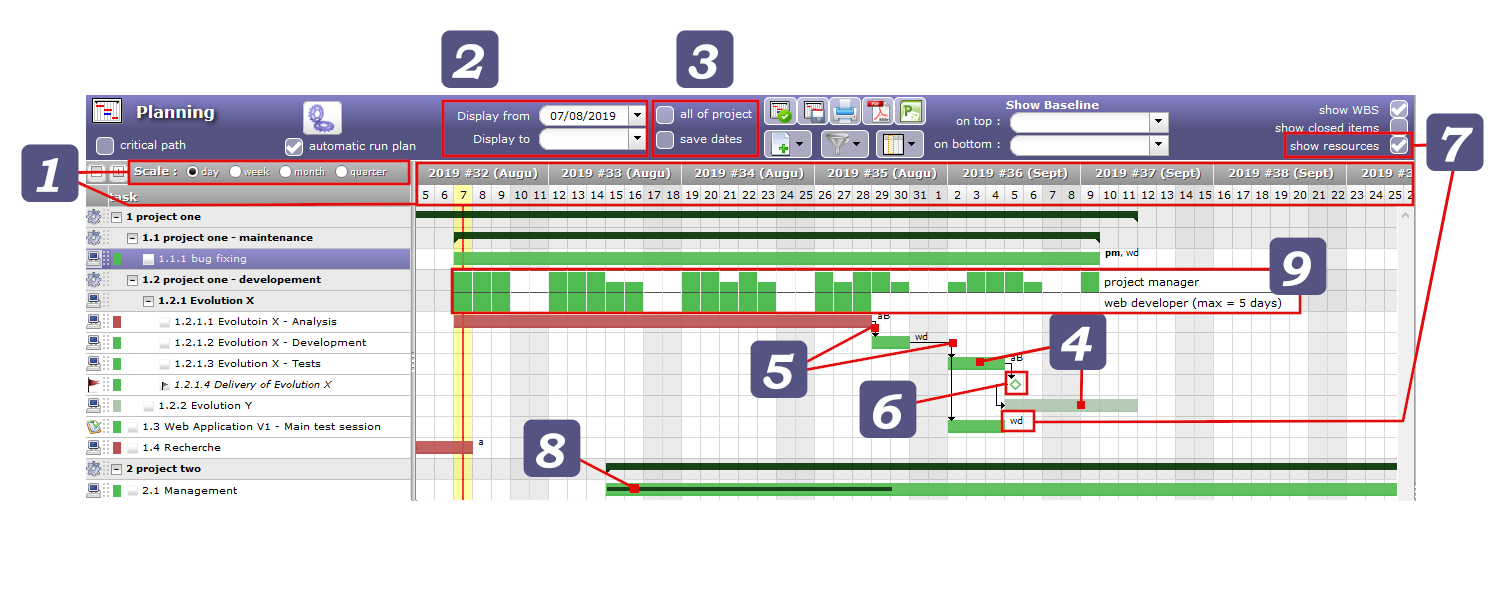 2
3
Planning
critical path
automatic run plan
Display from
07/08/2019
Display to
all of project
save dates
Show Baseline
on top :
on bottom :
show WBS
show closed items
show resources
7
1
Scale :
day
week
month
quarter
task
2019 #32 (Augu)
2019 #33 (Augu)
2019 #34 (Augu)
2019 #35 (Augu)
2019 #36 (Sept)
2019 #37 (Sept)
2019 #38 (Sept)
2019 #3
5 6 7 8 9 10 11 12 13 14 15 16 17 18 19 20 21 22 23 24 25 26 27 28 29 30 31 1 2 3 4 5 6 7 8 9 10 11 12 13 14 15 16 17 18 19 20 21 22 23 24 25 2
1 project one
1.1 project one - maintenance
1.1.1 bug fixing
pm, wd
9
1.2 project one - developement
project manager
1.2.1 Evolution X
web developer (max = 5 days)
1.2.1.1 Evolutoin X - Analysis
aB
1.2.1.2 Evolution X - Development
wd
4
1.2.1.3 Evolution X - Tests
aB
5
1.2.1.4 Delivery of Evolution X
6
1.2.2 Evolution Y
1.3 Web Application V1 - Main test session
wd
1.4 Recherche
a
8
2 project two
2.1 Management